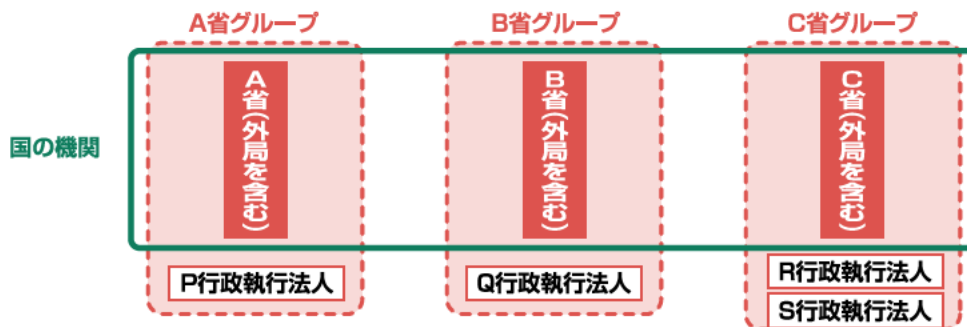 A省グループ
B省グループ
C省グループ
国の機関
A省(外局を含む)
B省(外局を含む)
C省(外局を含む)
P行政執行法人
Q行政執行法人
R行政執行法人
S行政執行法人